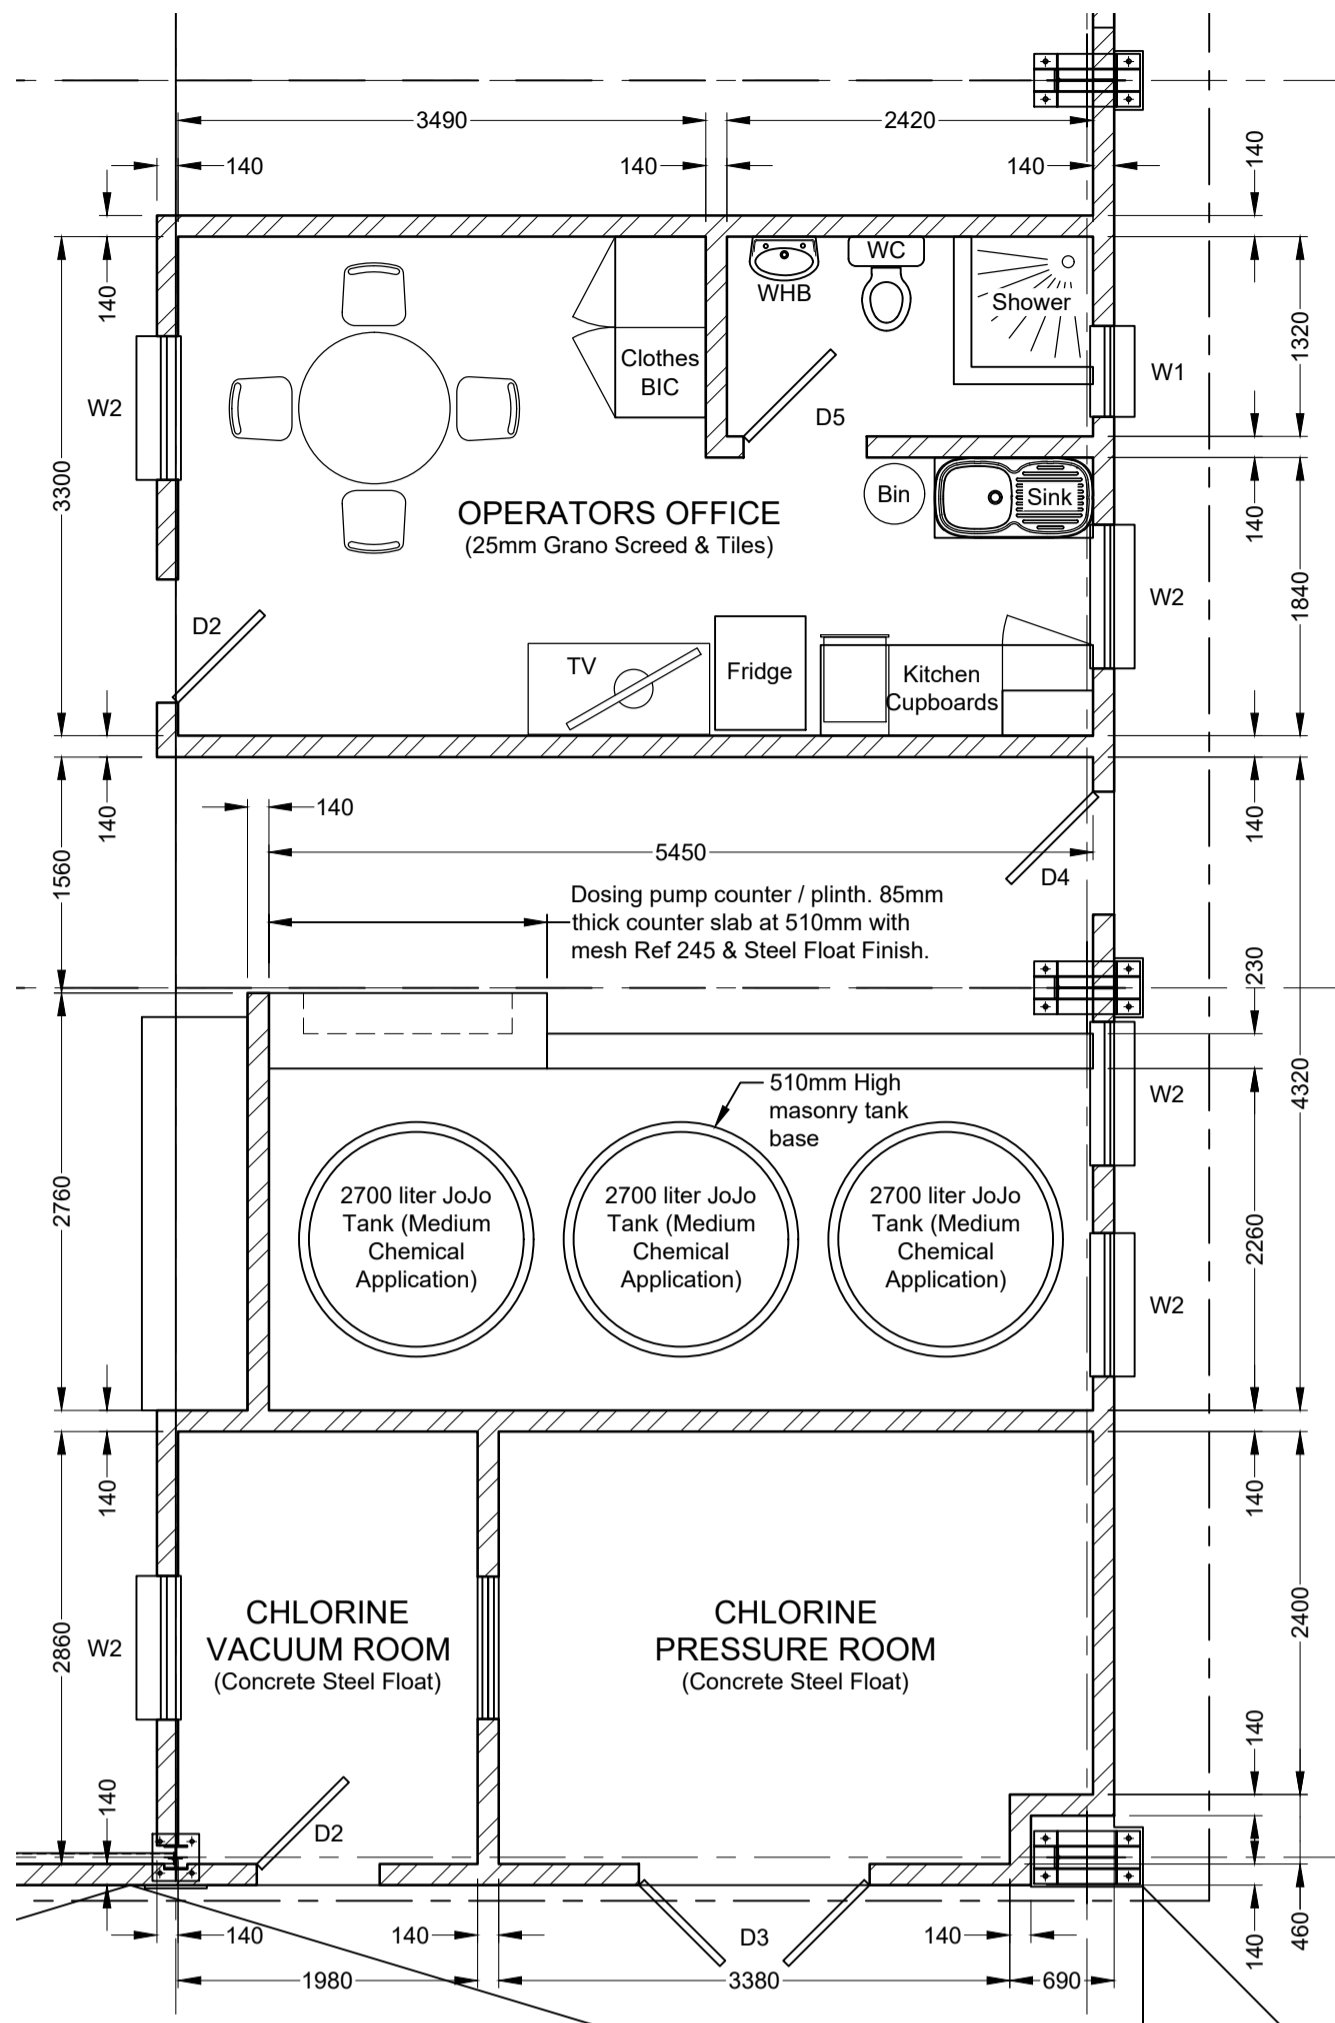 3490
2420
140
140
140
140
WHB
WC
Shower
140
1320
Clothes
BIC
W2
W1
D5
3300
OPERATORS OFFICE
(25mm Grano Screed & Tiles)
Bin
Sink
140
W2
1840
D2
TV
Fridge
Kitchen
Cupboards
140
140
140
5450
D4
1560
Dosing pump counter / plinth. 85mm
thick counter slab at 510mm with
mesh Ref 245 & Steel Float Finish.
230
4320
510mm High
masonry tank
base
W2
2760
2700 liter JoJo
Tank (Medium
Chemical
Application)
2700 liter JoJo
Tank (Medium
Chemical
Application)
2700 liter JoJo
Tank (Medium
Chemical
Application)
2260
W2
140
140
2860
W2
CHLORINE
VACUUM ROOM
(Concrete Steel Float)
CHLORINE
PRESSURE ROOM
(Concrete Steel Float)
2400
140
140
D2
140
140
D3
140
140
460
1980
3380
690